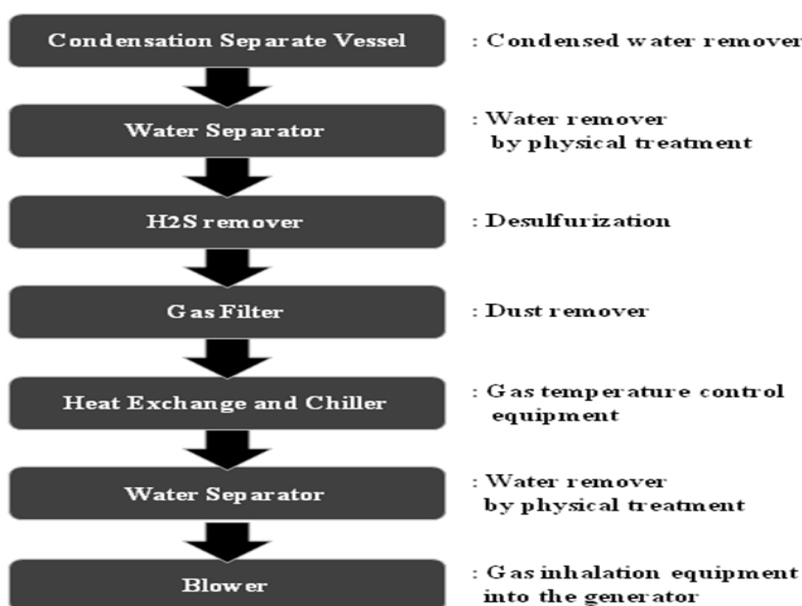 Condensation Separate Vessel : Condensed water remover
Water Separator : Water remover
by physical treatment
H2S remover : Desulfurization
Gas Filter : Dust remover
Heat Exchange and Chiller : Gas temperature control
equipment
Water Separator : Water remover
by physical treatment
Blower : Gas inhalation equipment
into the generator